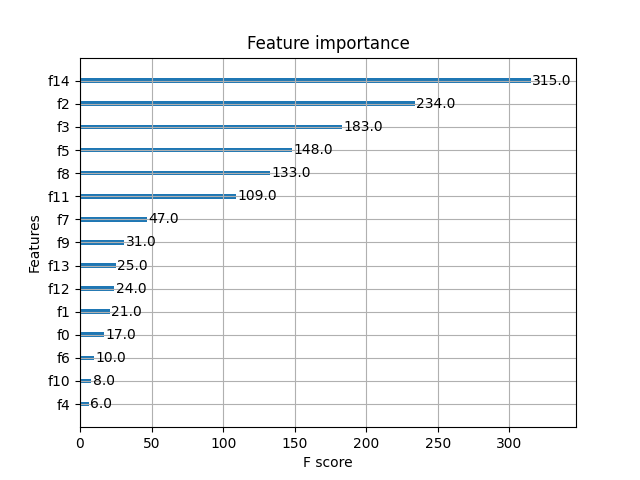 Feature importance
f14 315.0
f2 234.0
f3 183.0
f5 148.0
f8 133.0
f11 109.0
f7 47.0
f9 31.0
f13 25.0
f12 24.0
f1 21.0
f0 17.0
f6 10.0
f10 8.0
f4 6.0
Features
0 50 100 150 200 250 300
F score